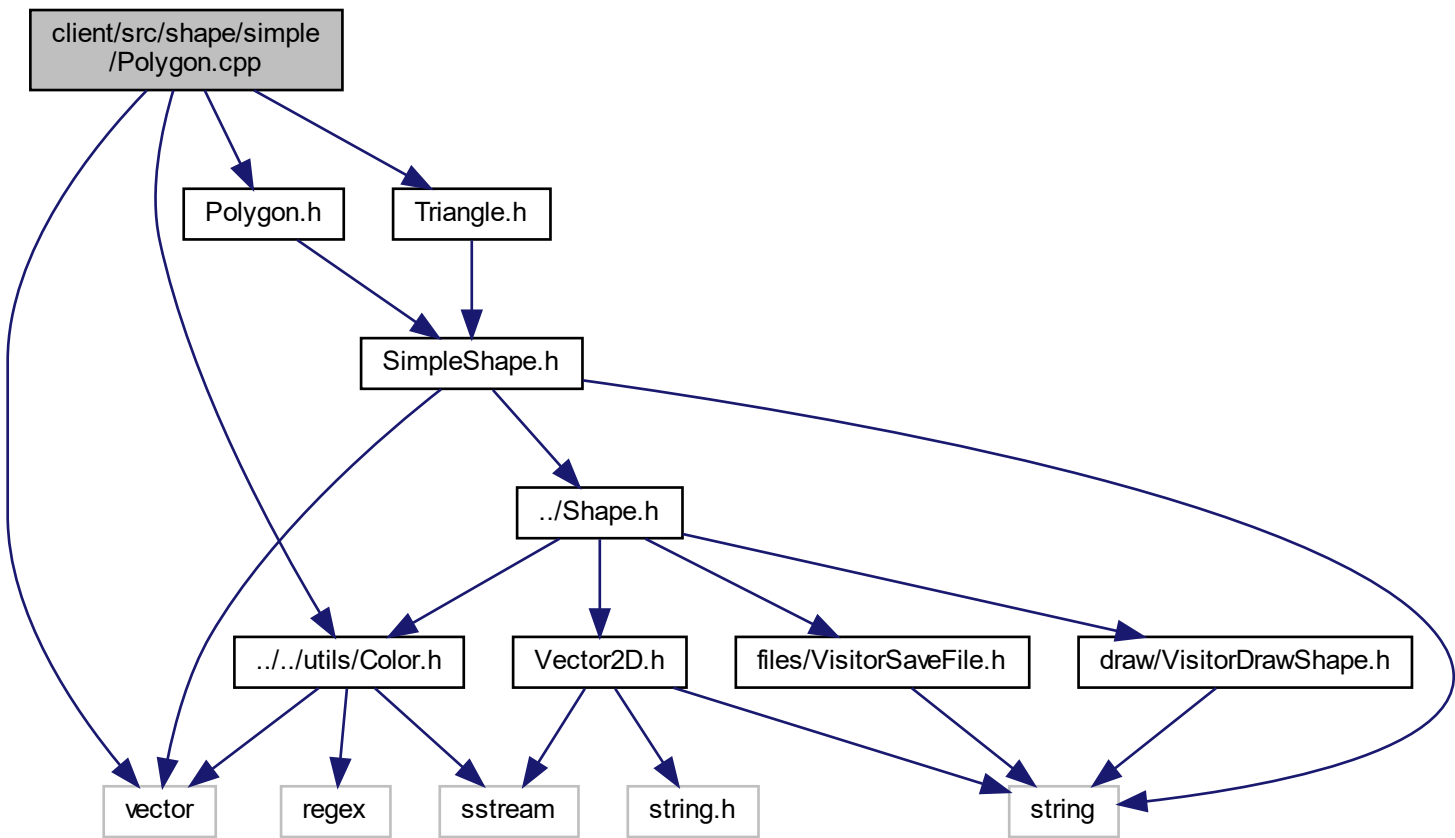 client/src/shape/simple
/Polygon.cpp
Polygon.h
Triangle.h
SimpleShape.h
../Shape.h
../../utils/Color.h
Vector2D.h
files/VisitorSaveFile.h
draw/VisitorDrawShape.h
vector
regex
sstream
string.h
string